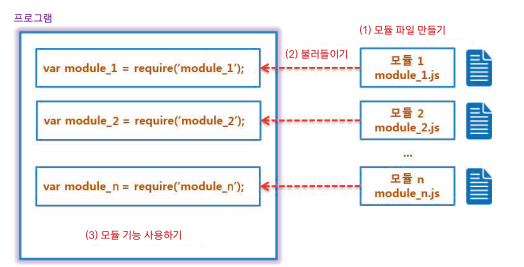 프로그램
(1) 모듈 파일 만들기
(2) 불러들이기
var module_1 = require('module_1');
모듈 1
module_1.js
var module_2 = require('module_2');
모듈 2
module_2.js
...
var module_n = require('module_n');
모듈 n
module_n.js
(3) 모듈 기능 사용하기